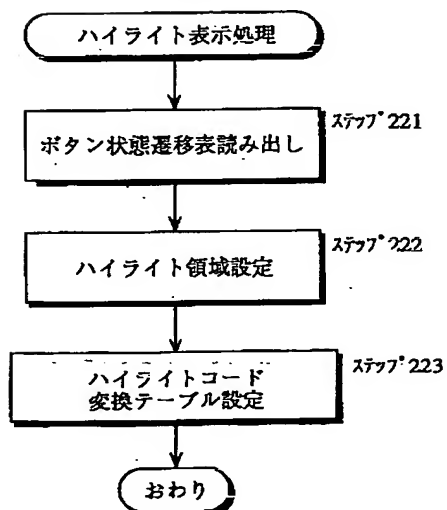 ハイライト表示処理
ステップ221
ボタン状態遷移表読み出し
ステップ222
ハイライト領域設定
ステップ223
ハイライトコード
変換テーブル設定
おわり